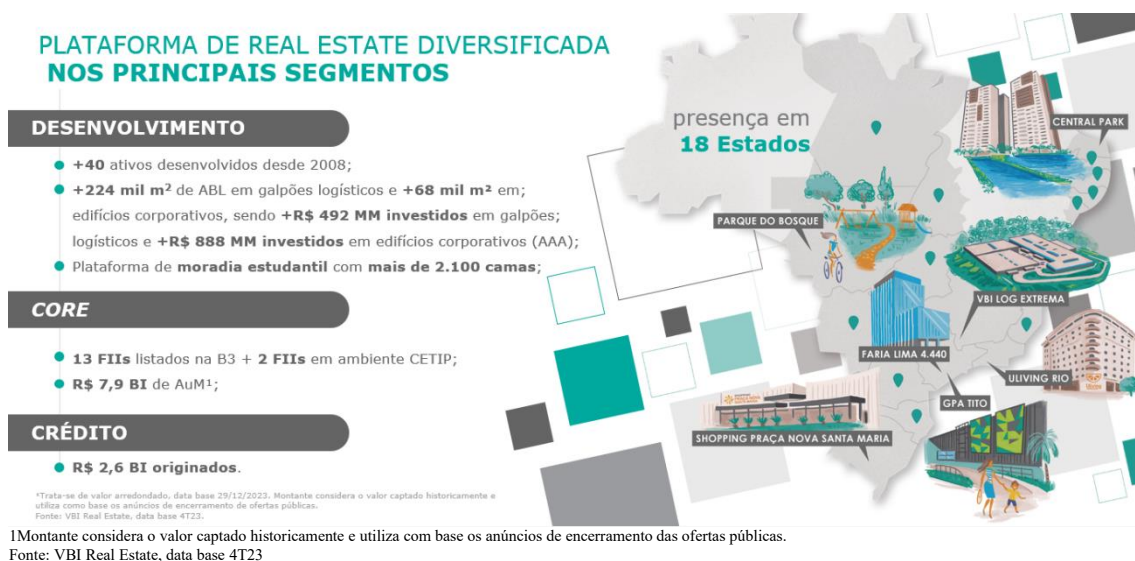 PLATAFORMA DE REAL ESTATE DIVERSIFICADA
NOS PRINCIPAIS SEGMENTOS
DESENVOLVIMENTO
+40 ativos desenvolvidos desde 2008;
+224 mil m² de ABL em galpões logísticos e +68 mil m² em;
edifícios corporativos, sendo +R$ 492 MM investidos em galpões;
logísticos e +R$ 888 MM investidos em edifícios corporativos (AAA);
Plataforma de moradia estudantil com mais de 2.100 camas;
CORE
13 FIIs listados na B3 + 2 FIIs em ambiente CETIP;
R$ 7,9 BI de AuM¹;
CRÉDITO
R$ 2,6 BI originados.
*Trata-se de valor arredondado, data base 29/12/2023. Montante considera o valor captado historicamente e
utiliza como base os anúncios de encerramento de ofertas públicas.
Fonte: VBI Real Estate, data base 4T23.
presença em
18 Estados
CENTRAL PARK
PARQUE DO BOSQUE
VBI LOG EXTREMA
FARIA LIMA 4.440
ULIVING RIO
GPA TITO
SHOPPING PRAÇA NOVA SANTA MARIA
1Montante considera o valor captado historicamente e utiliza com base os anúncios de encerramento das ofertas públicas.
Fonte: VBI Real Estate, data base 4T23